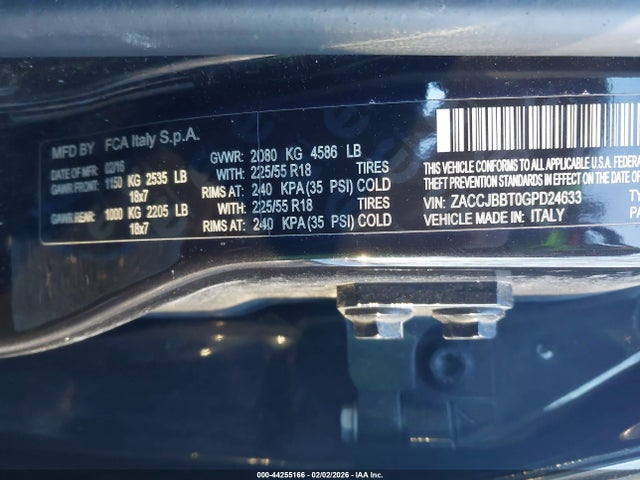 MFD BY FCA Italy S.p.A.
DATE OF MFR: 02/16 GVWR: 2080 KG 4586 LB
GAWR FRONT: 1150 KG 2535 LB WITH: 225/55 R18 TIRES
18x7 RIMS AT: 240 KPA (35 PSI) COLD
GAWR REAR: 1000 KG 2205 LB WITH: 225/55 R18 TIRES
18x7 RIMS AT: 240 KPA (35 PSI) COLD
THIS VEHICLE CONFORMS TO ALL APPLICABLE U.S.A. FEDERA
THEFT PREVENTION STANDARDS IN EFFECT ON THE
VIN: ZACCJBBT0GPD24633 TY
VEHICLE MADE IN: ITALY PA
000-44255166 - 02/02/2026 - IAA Inc.